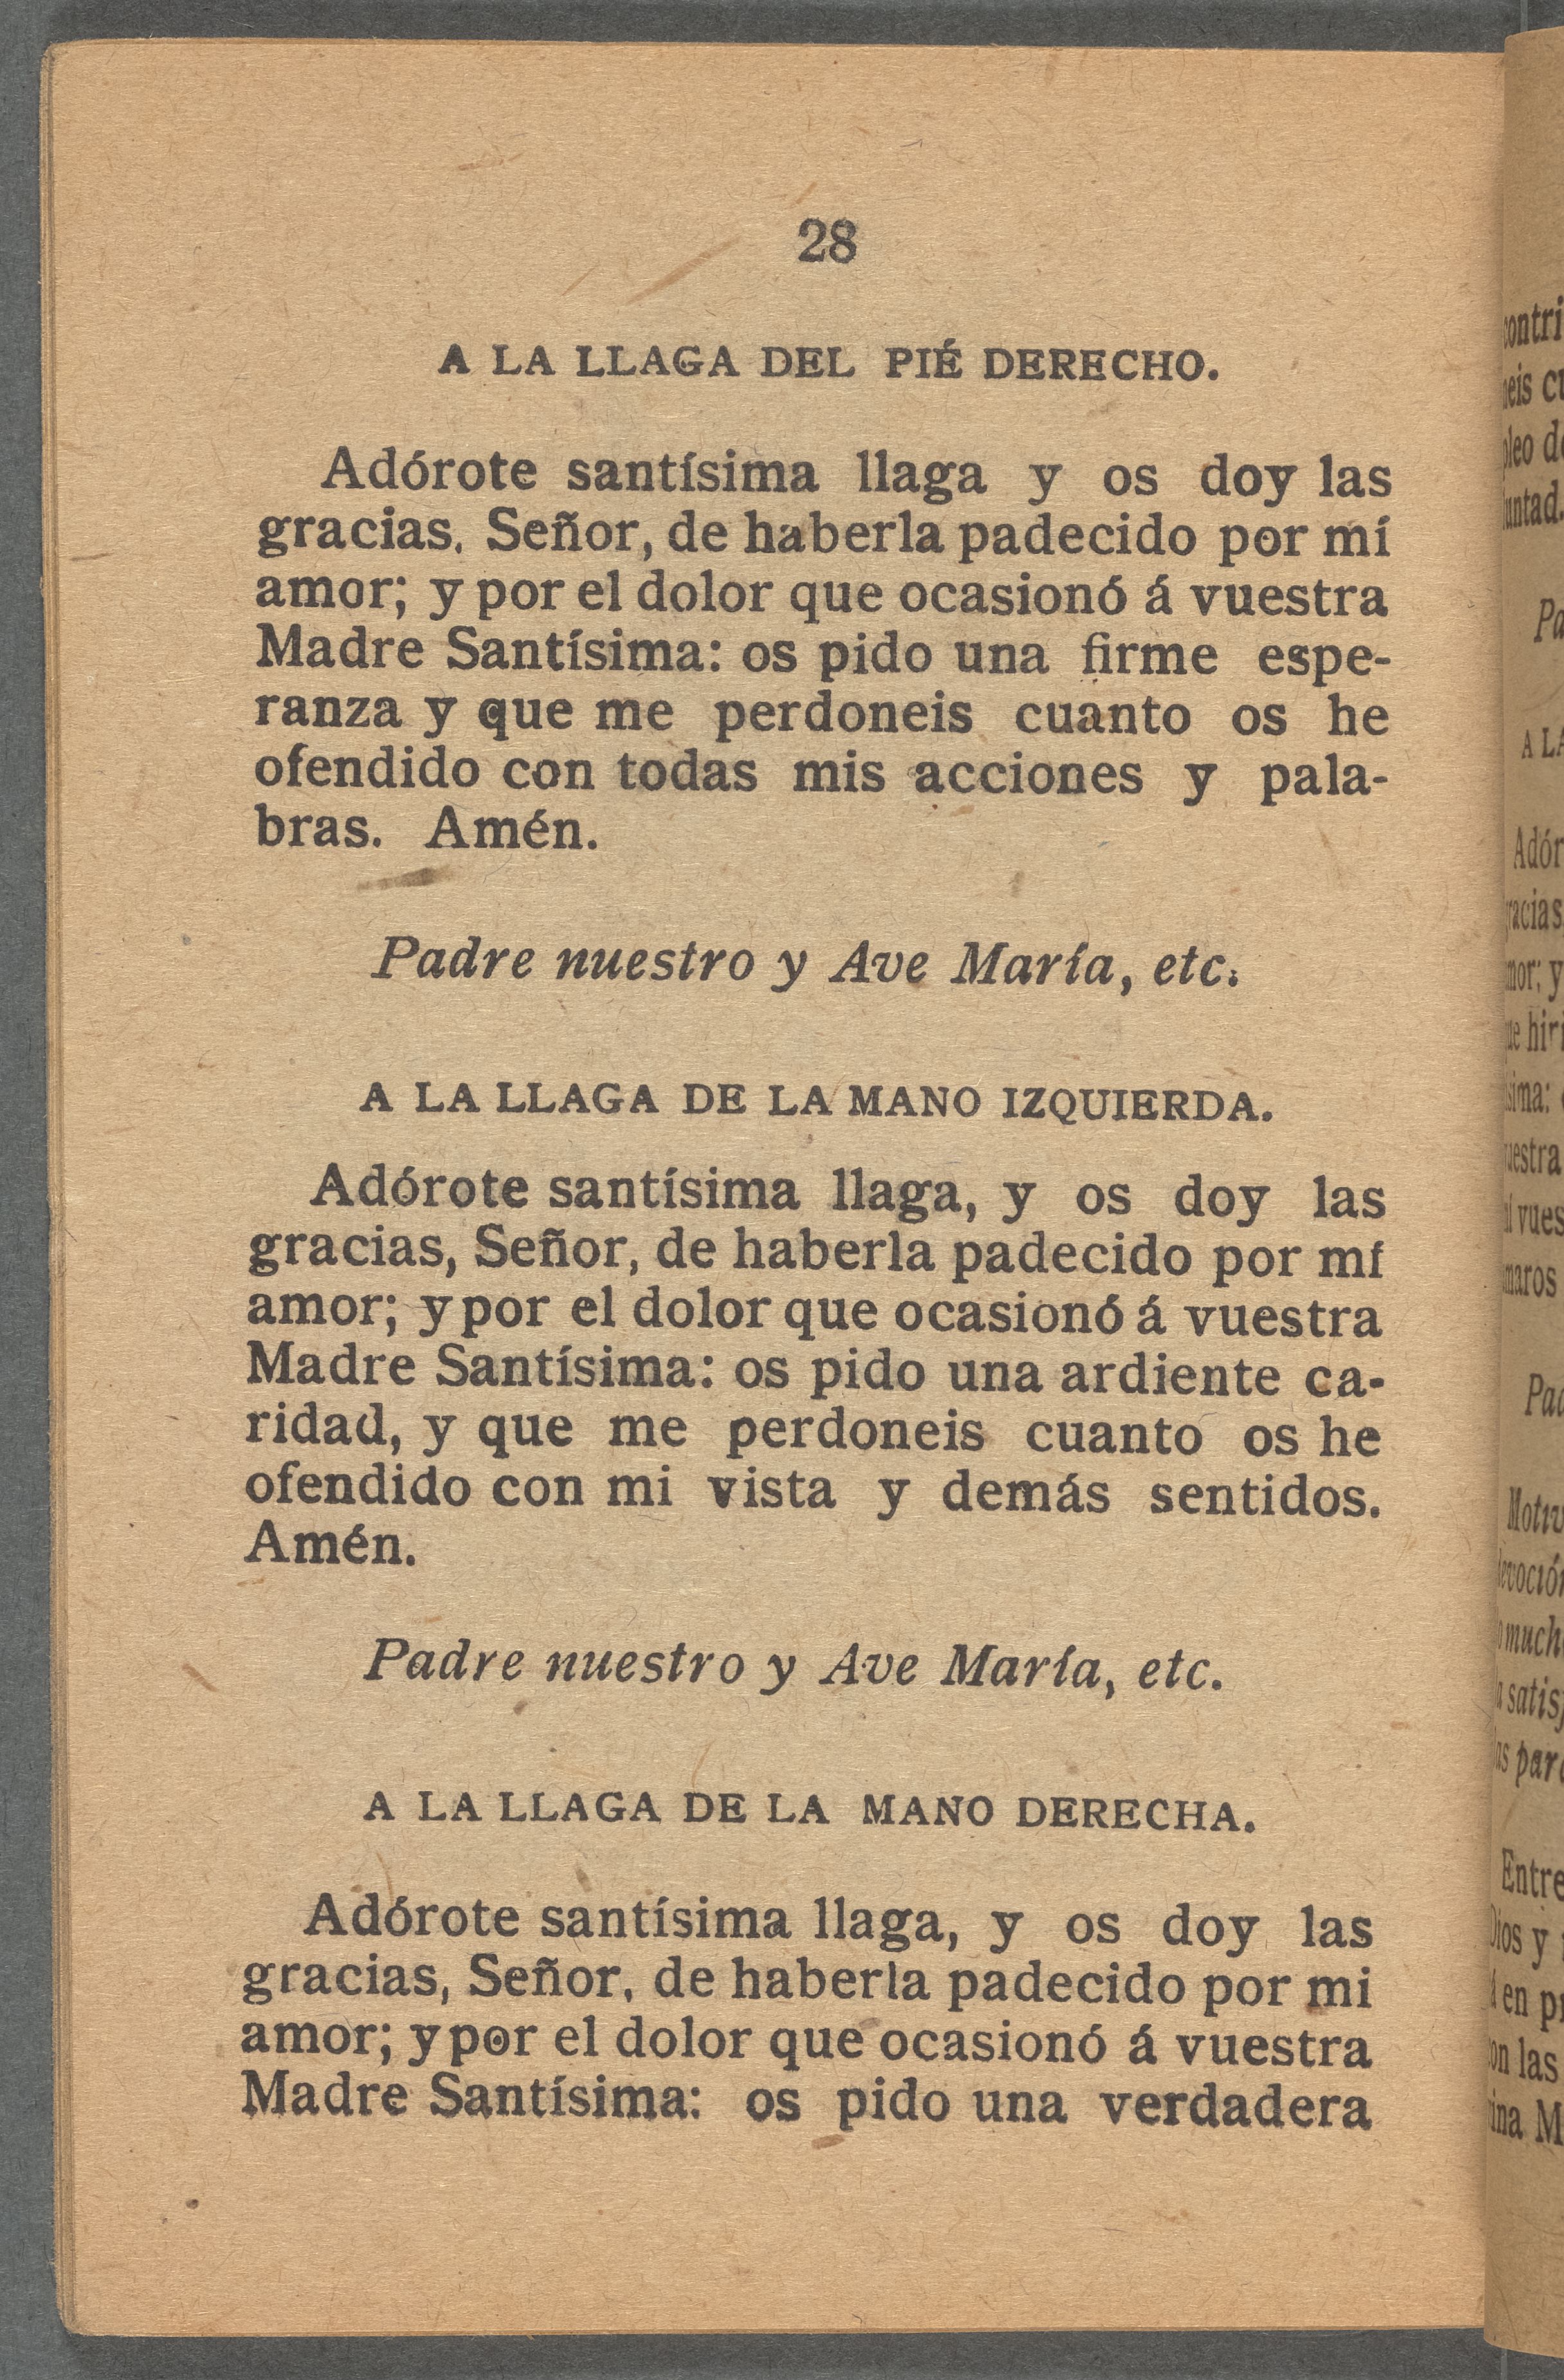 28
A LA LLAGA DEL PIÉ DERECHO.
Adórote santísima llaga y os doy las
gracias, Señor, de haberla padecido por mí
amor; y por el dolor que ocasionó á vuestra
Madre Santísima: os pido una firme espe-
ranza y que me perdoneis cuanto os he
ofendido con todas mis acciones y pala-
bras. Amén.
Padre nuestro y Ave María, etc.
A LA LLAGA DE LA MANO IZQUIERDA.
Adórote santísima llaga, y os doy las
gracias, Señor, de haberla padecido por mí
amor; y por el dolor que ocasionó á vuestra
Madre Santísima: os pido una ardiente ca-
ridad, y que me perdoneis cuanto os he
ofendido con mi vista y demás sentidos.
Amén.
Padre nuestro y Ave María, etc.
A LA LLAGA DE LA MANO DERECHA.
Adórote santísima llaga, y os doy las
gracias, Señor, de haberla padecido por mi
amor; y por el dolor que ocasionó á vuestra
Madre Santísima: os pido una verdadera